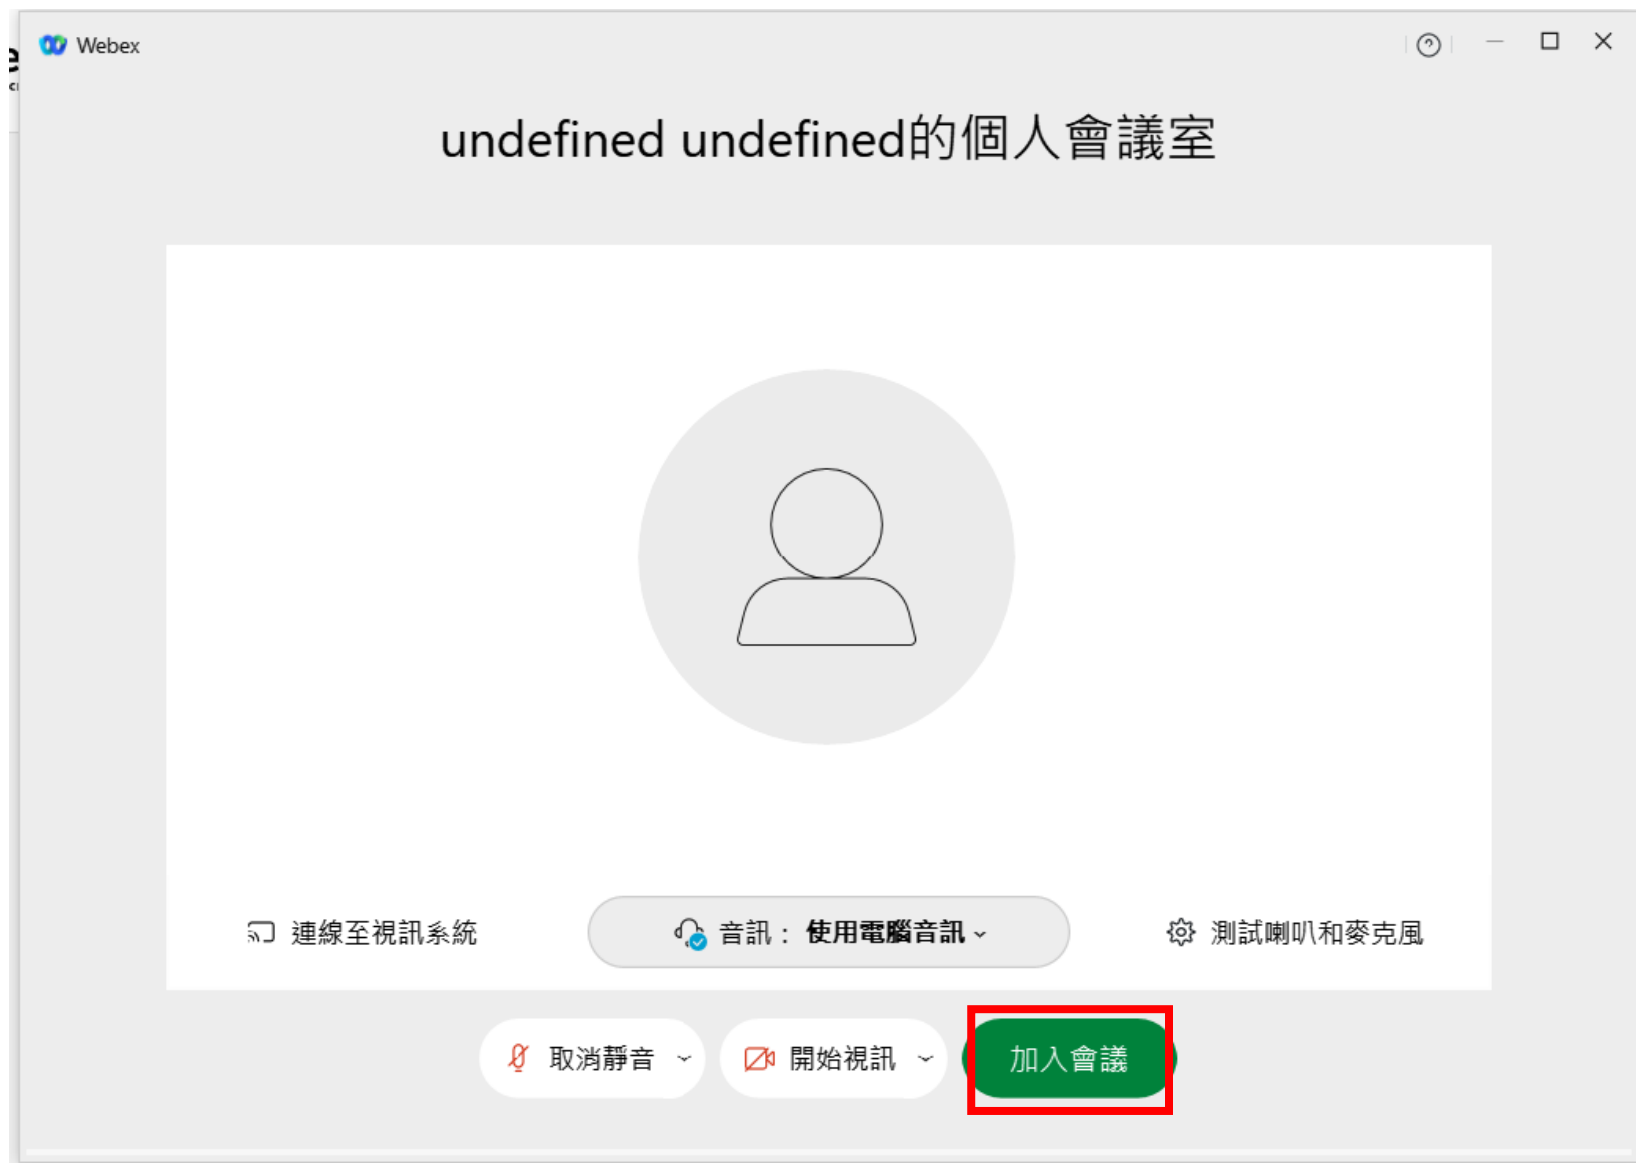 Webex
undefined undefined的個人會議室
連線至視訊系統
音訊： 使用電腦音訊
測試喇叭和麥克風
取消靜音
開始視訊
加入會議